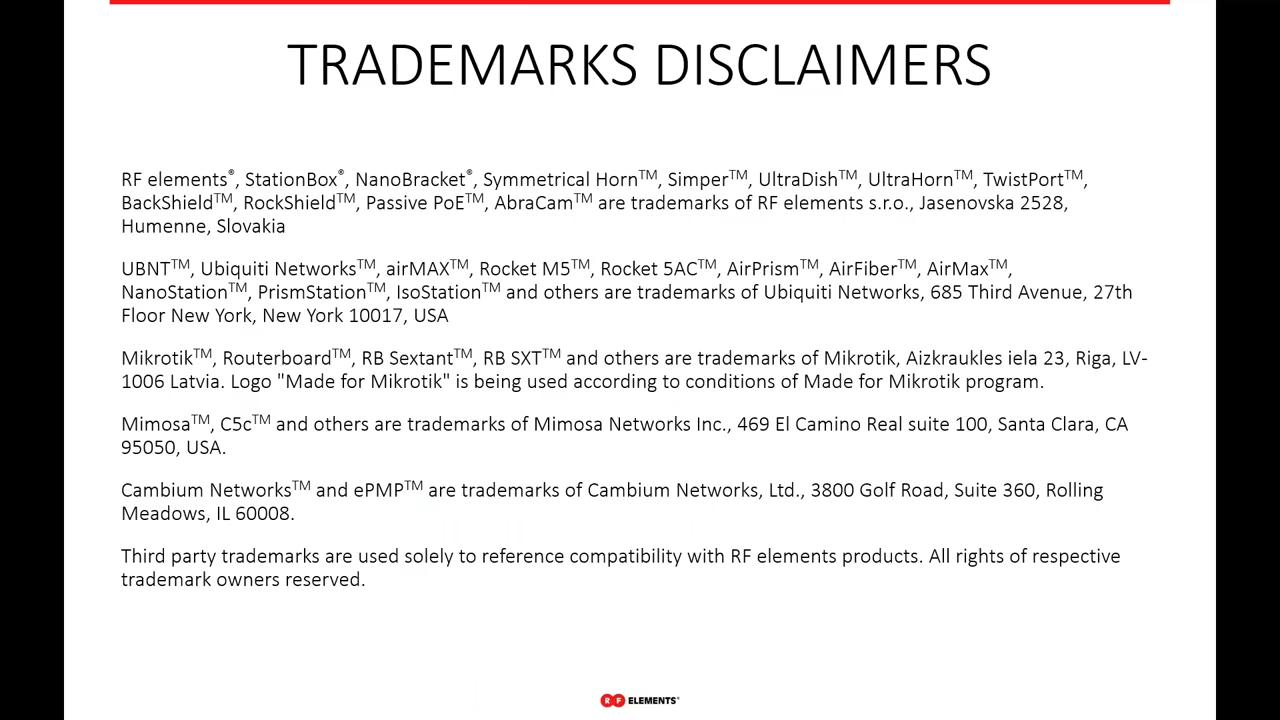 TRADEMARKS DISCLAIMERS
RF elements®, StationBox®, NanoBracket®, Symmetrical Horn™, Simper™, UltraDish™, UltraHorn™, TwistPort™,
BackShield™, RockShield™, Passive PoE™, AbraCam™ are trademarks of RF elements s.r.o., Jasenovska 2528,
Humenne, Slovakia
UBNT™, Ubiquiti Networks™, airMAX™, Rocket M5™, Rocket 5AC™, AirPrism™, AirFiber™, AirMax™,
NanoStation™, PrismStation™, IsoStation™ and others are trademarks of Ubiquiti Networks, 685 Third Avenue, 27th
Floor New York, New York 10017, USA
Mikrotik™, Routerboard™, RB Sextant™, RB SXT™ and others are trademarks of Mikrotik, Aizkraukles iela 23, Riga, LV-
1006 Latvia. Logo "Made for Mikrotik" is being used according to conditions of Made for Mikrotik program.
Mimosa™, C5c™ and others are trademarks of Mimosa Networks Inc., 469 El Camino Real suite 100, Santa Clara, CA
95050, USA.
Cambium Networks™ and ePMP™ are trademarks of Cambium Networks, Ltd., 3800 Golf Road, Suite 360, Rolling
Meadows, IL 60008.
Third party trademarks are used solely to reference compatibility with RF elements products. All rights of respective
trademark owners reserved.
RF ELEMENTS®